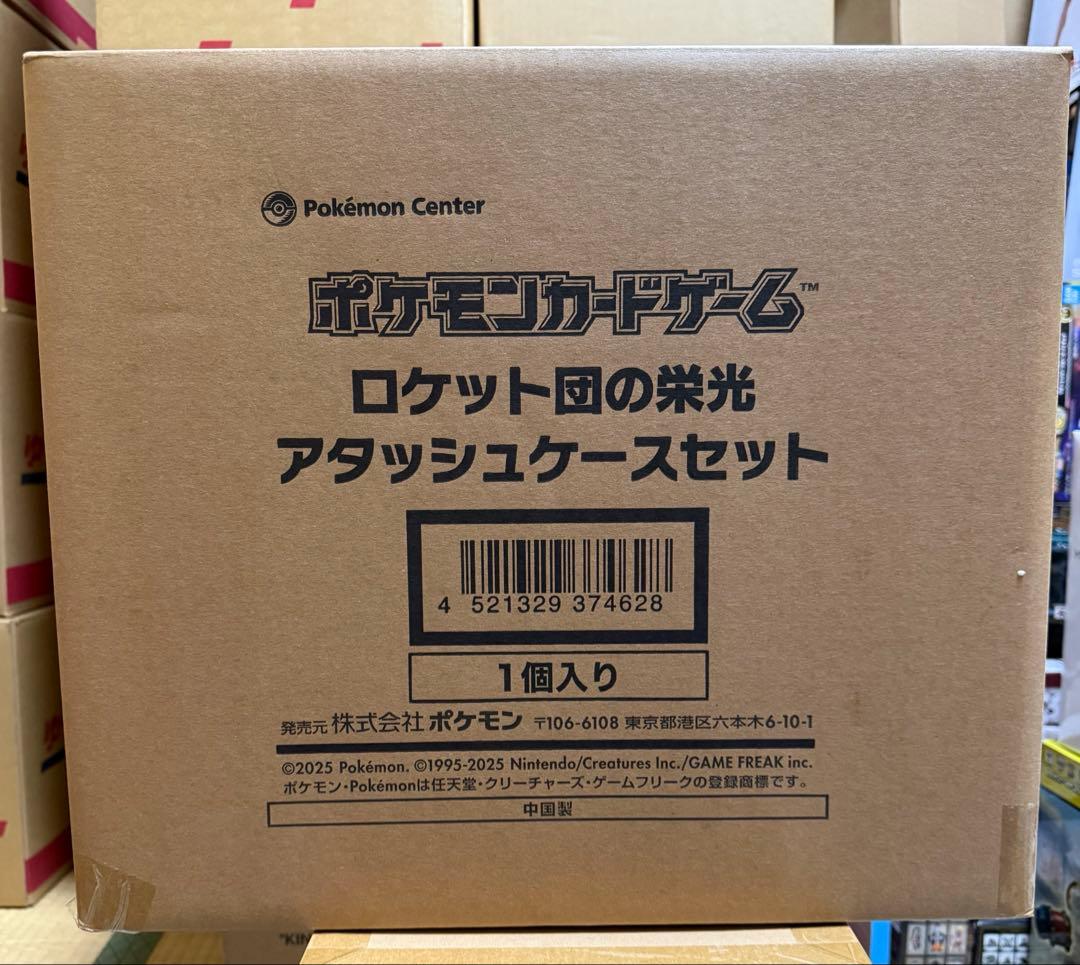 Pokémon Center
ポケモンカードゲーム™
ロケット団の栄光
アタッシュケースセット
4 521329 374628
1個入り
発売元 株式会社 ポケモン 〒106-6108 東京都港区六本木6-10-1
©2025 Pokémon. ©1995-2025 Nintendo/Creatures Inc./GAME FREAK inc.
ポケモン・Pokémonは任天堂・クリーチャーズ・ゲームフリークの登録商標です。
中国製
"KIN